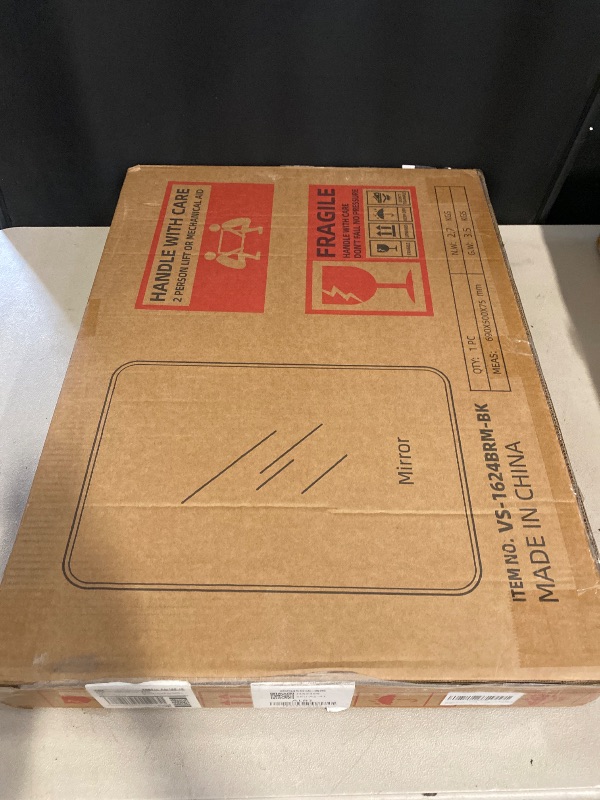 HANDLE WITH CARE
2 PERSON LIFT OR MECHANICAL AID
FRAGILE
HANDLE WITH CARE
DON'T FALL NO PRESSURE
QTY: 1 PC
N.W: 2.7 KGS
MEAS: 690X500X75 mm
G.W: 3.5 KGS
Mirror
ITEM NO. VS-1624BRM-BK
MADE IN CHINA